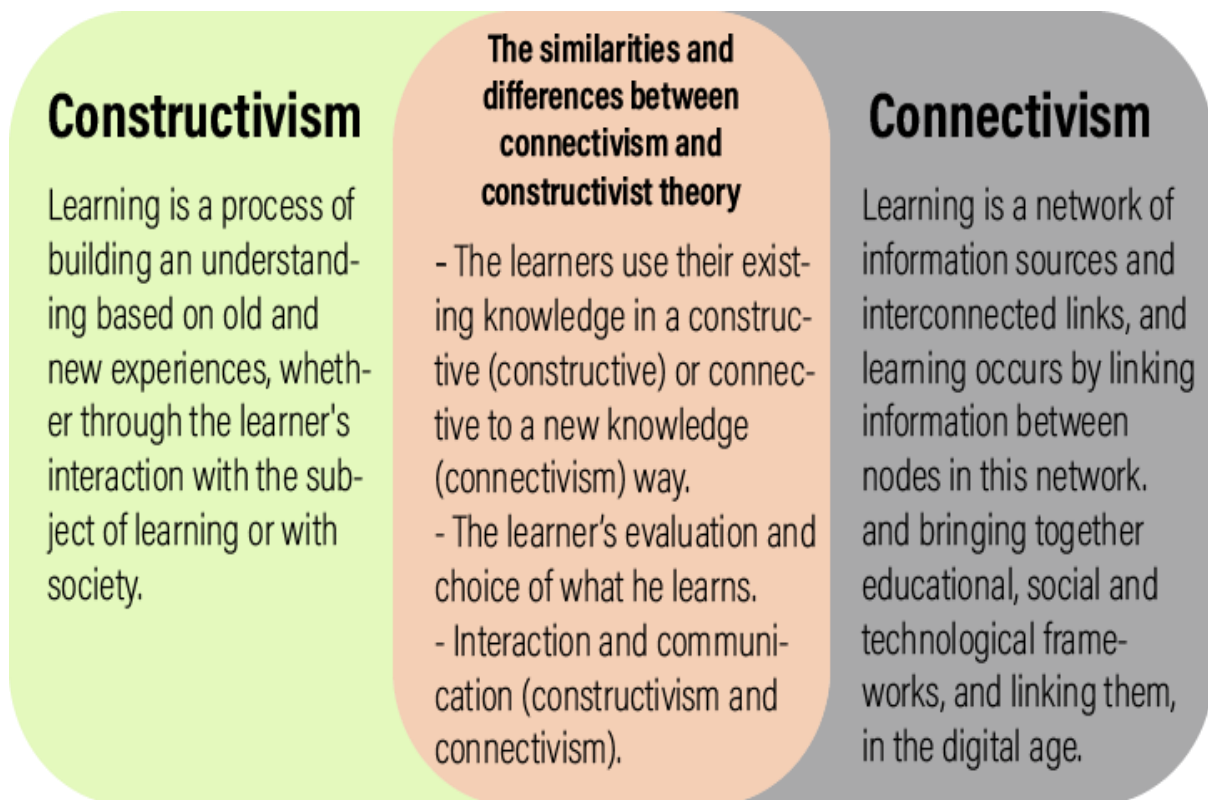 Constructivism
Learning is a process of
building an understand-
ing based on old and
new experiences, wheth-
er through the learner's
interaction with the sub-
ject of learning or with
society.
The similarities and
differences between
connectivism and
constructivist theory
- The learners use their exist-
ing knowledge in a construc-
tive (constructive) or connec-
tive to a new knowledge
(connectivism) way.
- The learner’s evaluation and
choice of what he learns.
- Interaction and communi-
cation (constructivism and
connectivism).
Connectivism
Learning is a network of
information sources and
interconnected links, and
learning occurs by linking
information between
nodes in this network.
and bringing together
educational, social and
technological frame-
works, and linking them,
in the digital age.